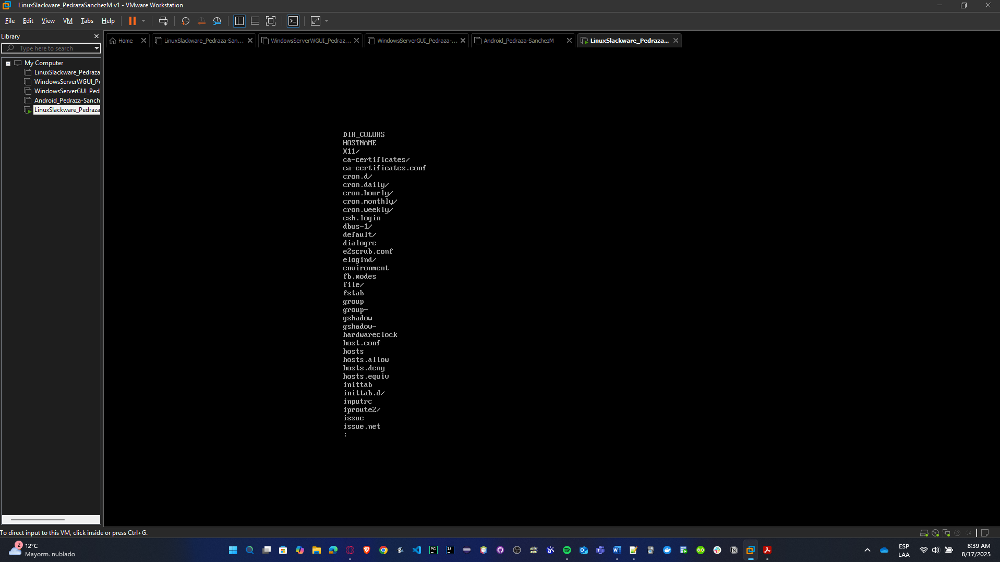 LinuxSlackware_PedrazaSanchezM v1 - VMware Workstation
File Edit View VM Tabs Help
Library
Type here to search
My Computer
LinuxSlackware_Pedraza
WindowsServerWGUI_Pe
WindowsServerGUI_Ped
Android_Pedraza-Sanch
LinuxSlackware_Pedraza
Home
LinuxSlackware_Pedraza-San...
WindowsServerWGUI_Pedraz...
WindowsServerGUI_Pedraza-...
Android_Pedraza-SanchezM
LinuxSlackware_Pedraza...
DIR_COLORS
HOSTNAME
X11/
ca-certificates/
ca-certificates.conf
cron.d/
cron.daily/
cron.hourly/
cron.monthly/
cron.weekly/
csh.login
dbus-1/
default/
dialogrc
e2scrub.conf
elogind/
environment
fb.modes
file/
fstab
group
group-
gshadow
gshadow-
hardwareclock
host.conf
hosts
hosts.allow
hosts.deny
hosts.equiv
inittab
inittab.d/
inputrc
iproute2/
issue
issue.net
:
To direct input to this VM, click inside or press Ctrl+G.
2
12°C
Mayorm. nublado
ESP
LAA
8:39 AM
8/17/2025